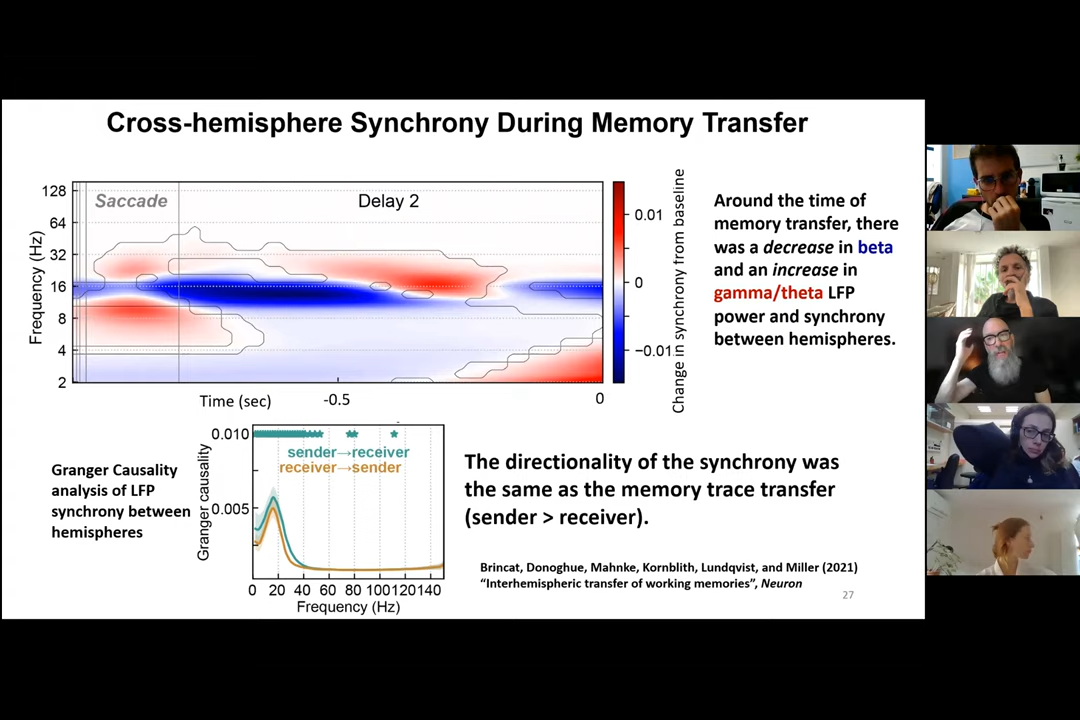 Cross-hemisphere Synchrony During Memory Transfer
Saccade
Delay 2
128
64
32
16
8
4
2
Frequency (Hz)
Time (sec)
-0.5
0
0.01
0
−0.01
Change in synchrony from baseline
Around the time of
memory transfer, there
was a decrease in beta
and an increase in
gamma/theta LFP
power and synchrony
between hemispheres.
Granger Causality
analysis of LFP
synchrony between
hemispheres
Granger causality
0.010
0.005
sender→receiver
receiver→sender
0 20 40 60 80 100120140
Frequency (Hz)
The directionality of the synchrony was
the same as the memory trace transfer
(sender > receiver).
Brincat, Donoghue, Mahnke, Kornblith, Lundqvist, and Miller (2021)
“Interhemispheric transfer of working memories”, Neuron
27